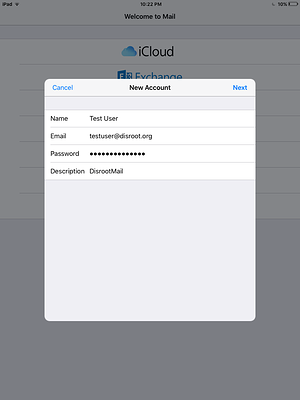 iPad 10:22 PM 10%
Welcome to Mail
iCloud
Exchange
Cancel New Account Next
Name Test User
Email testuser@disroot.org
Password ●●●●●●●●●●●●●●
Description DisrootMail